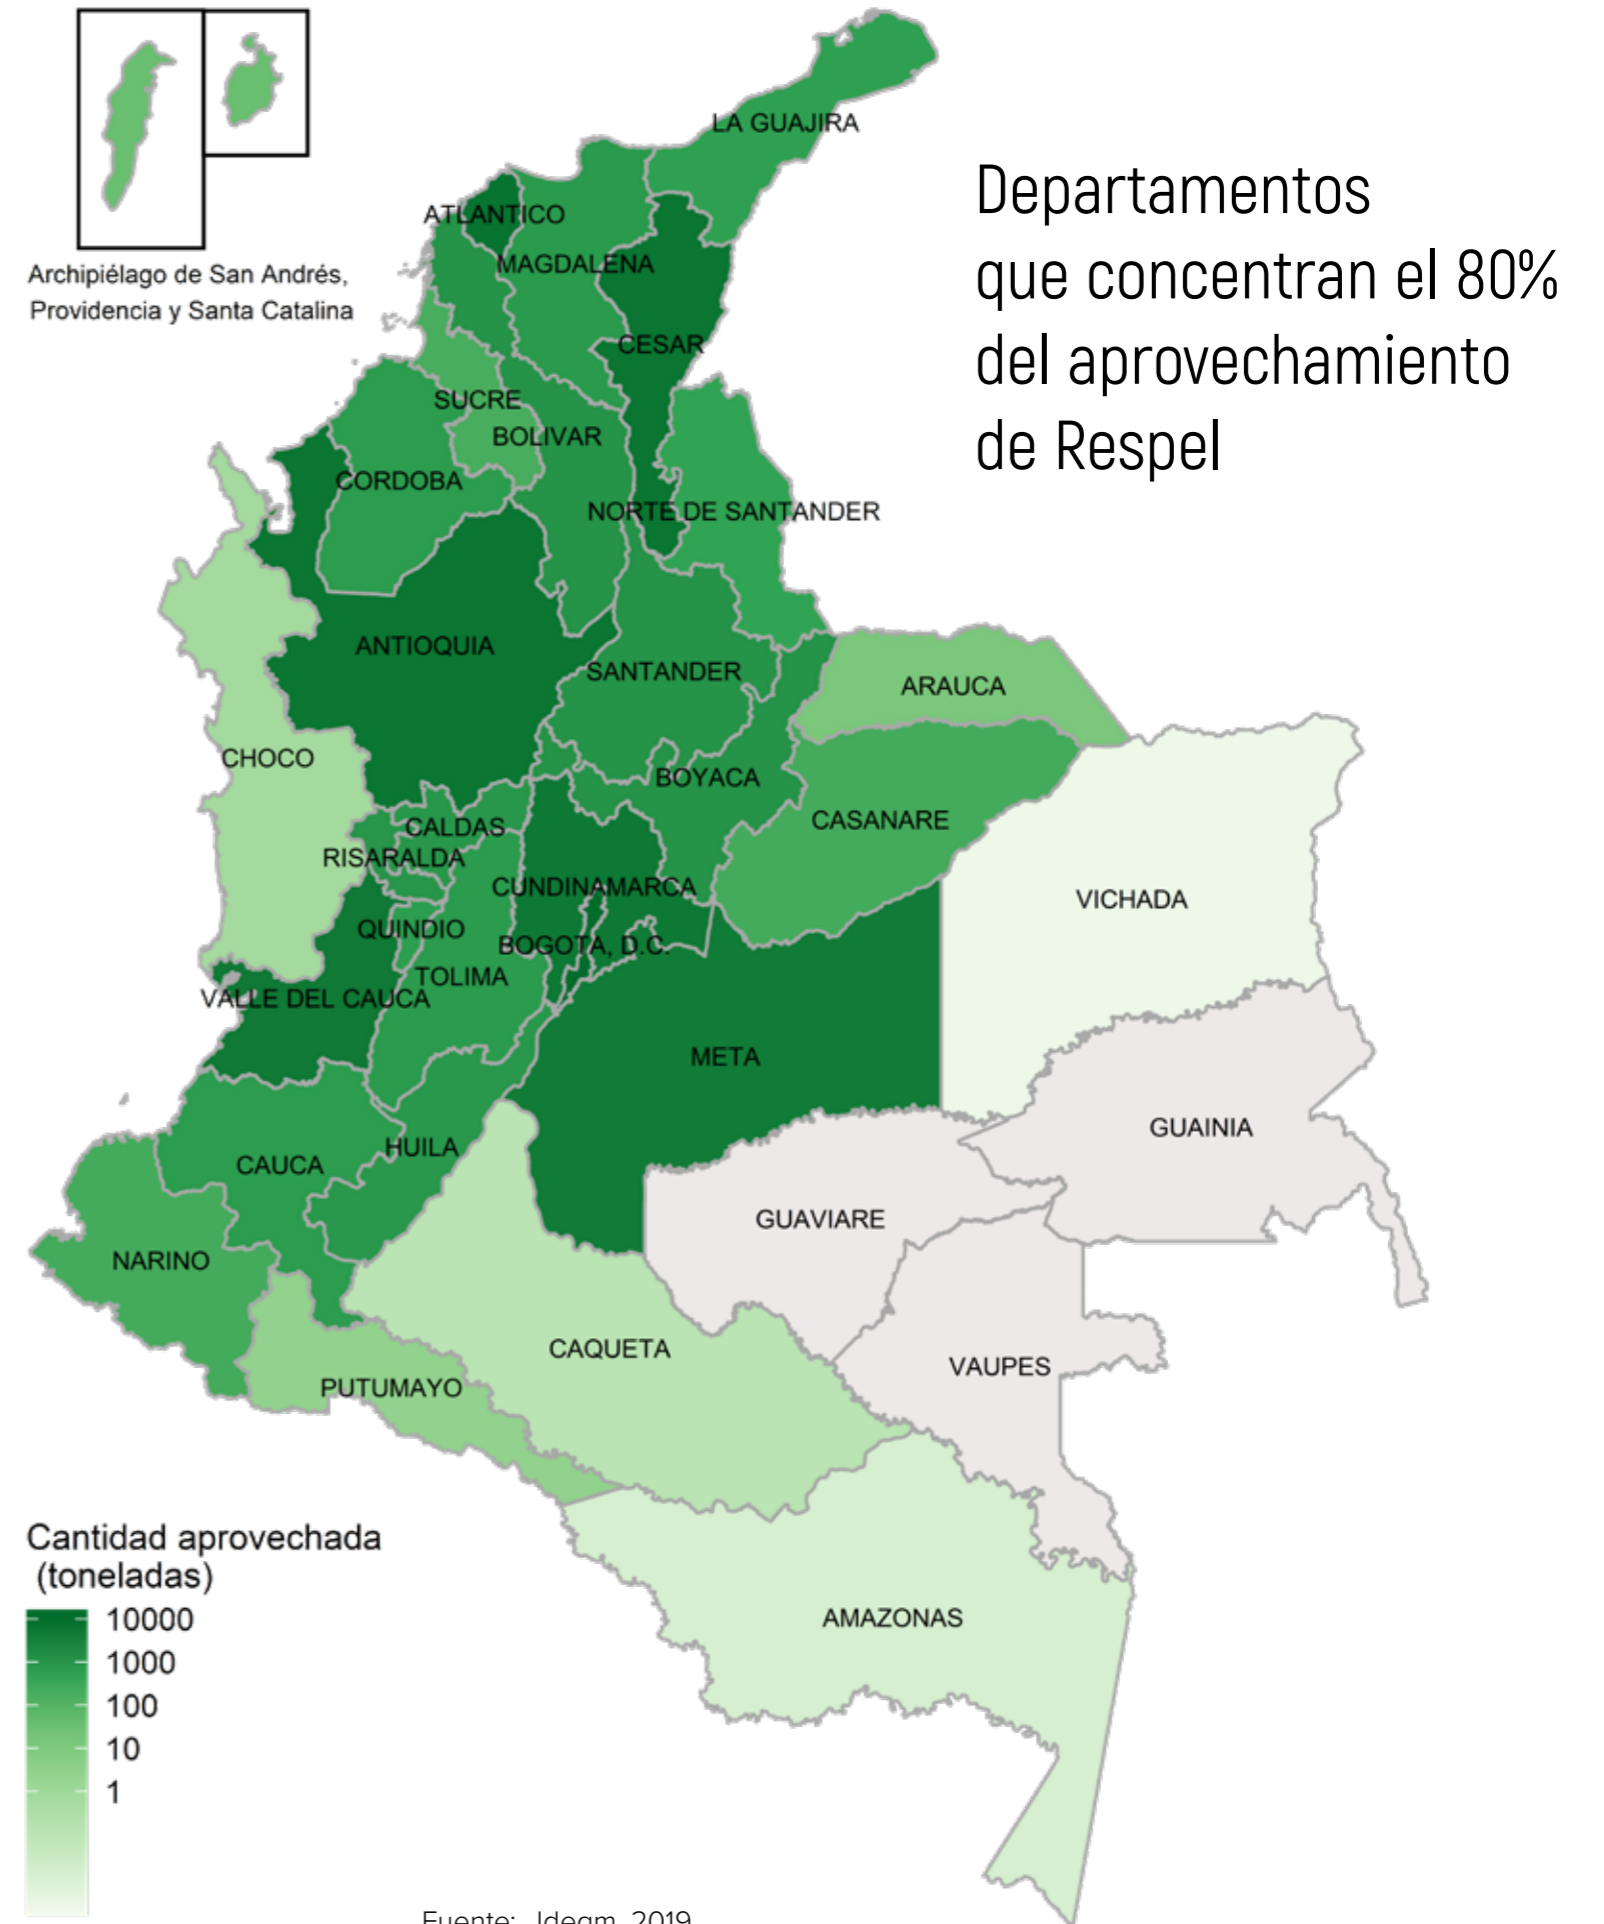 Archipiélago de San Andrés,
Providencia y Santa Catalina
Departamentos
que concentran el 80%
del aprovechamiento
de Respel
LA GUAJIRA
ATLANTICO
MAGDALENA
CESAR
SUCRE
BOLIVAR
CORDOBA
NORTE DE SANTANDER
ANTIOQUIA
SANTANDER
ARAUCA
CHOCO
BOYACA
CASANARE
CALDAS
RISARALDA
CUNDINAMARCA
VICHADA
QUINDIO
BOGOTA, D.C.
TOLIMA
VALLE DEL CAUCA
META
GUAINIA
HUILA
CAUCA
GUAVIARE
NARINO
CAQUETA
VAUPES
PUTUMAYO
AMAZONAS
Cantidad aprovechada
(toneladas)
10000
1000
100
10
1
Fuente: Ideam, 2019